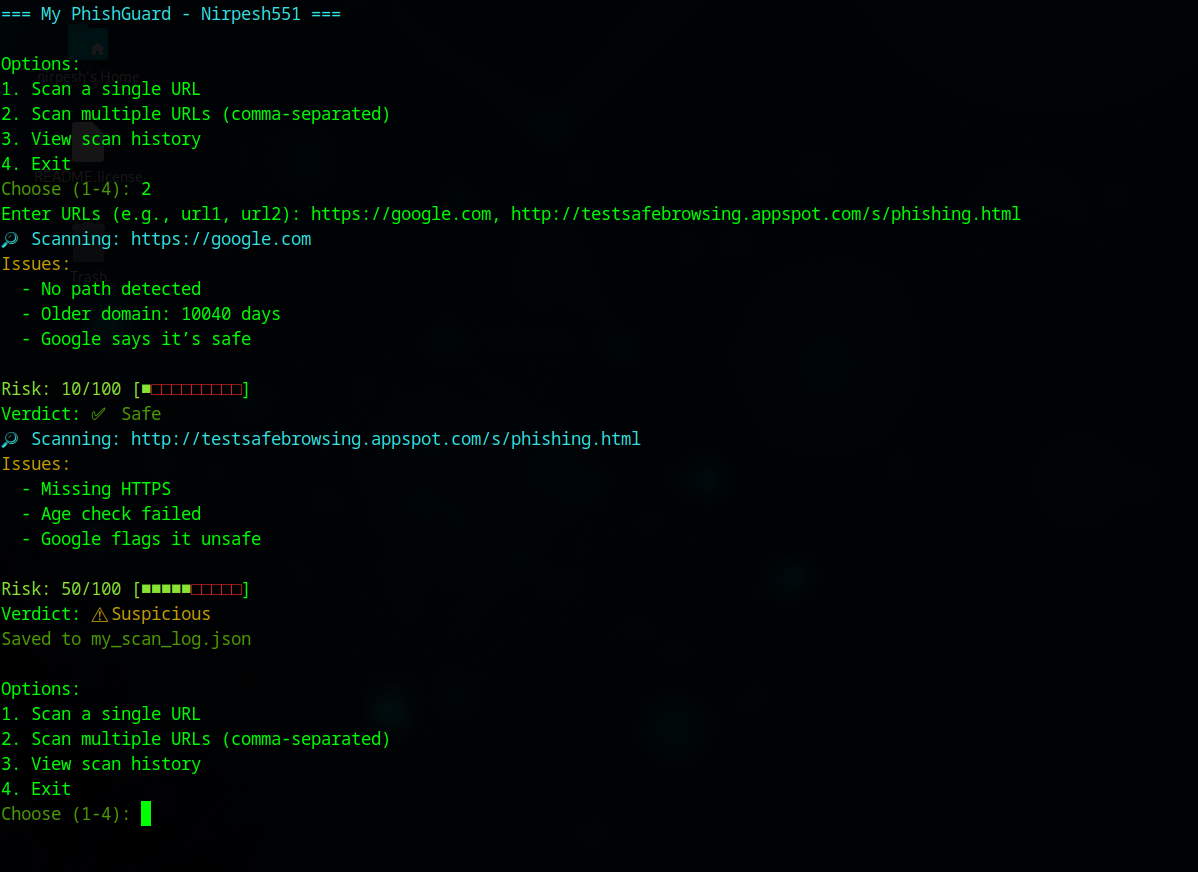 === My PhishGuard - Nirpesh551 ===
Options:
nirpesh's Home
1. Scan a single URL
2. Scan multiple URLs (comma-separated)
3. View scan history
4. Exit
README.license
Choose (1-4): 2
Enter URLs (e.g., url1, url2): https://google.com, http://testsafebrowsing.appspot.com/s/phishing.html
🔎 Scanning: https://google.com
Issues:
Trash
- No path detected
- Older domain: 10040 days
- Google says it’s safe
Risk: 10/100 [■□□□□□□□□□]
Verdict: ✅ Safe
🔎 Scanning: http://testsafebrowsing.appspot.com/s/phishing.html
Issues:
- Missing HTTPS
- Age check failed
- Google flags it unsafe
Risk: 50/100 [■■■■■□□□□□]
Verdict: ⚠Suspicious
Saved to my_scan_log.json
Options:
1. Scan a single URL
2. Scan multiple URLs (comma-separated)
3. View scan history
4. Exit
Choose (1-4):